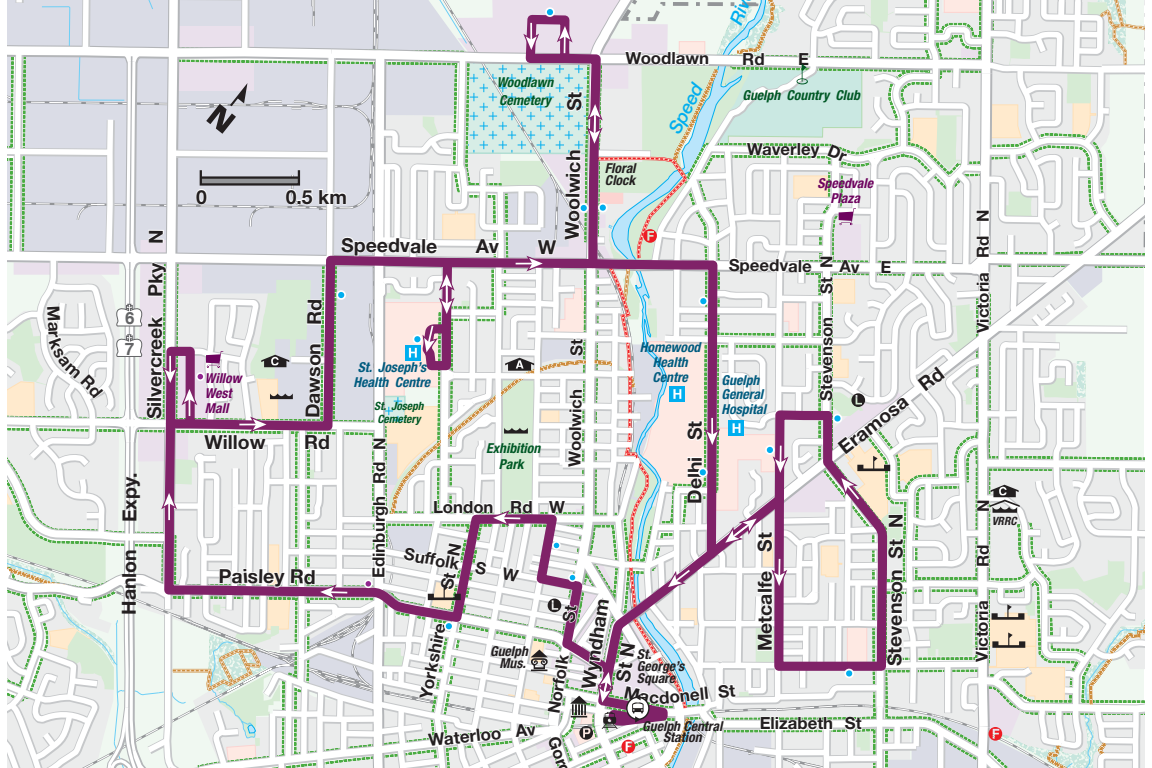 Woodlawn Rd E
Woodlawn
Cemetery
Guelph Country Club
Speed
Riv
N
0 0.5 km
Woolwich St
Floral
Clock
Waverley Dr
Speedvale
Plaza
Speedvale Av W
Speedvale Av E
Silvercreek Pky N
6
7
Marksam Rd
Dawson Rd
Willow
West
Mall
C
H
St. Joseph's
Health Centre
St. Joseph
Cemetery
A
Exhibition
Park
Woolwich St
Homewood
Health
Centre
H
Guelph
General
Hospital
H
F
Stevenson St N
Victoria Rd N
L
Eramosa Rd
Willow Rd
Delhi St
Hanlon Expy.
Edinburgh Rd N
London Rd W
Suffolk St W
Paisley Rd
Yorkshire St N
L
Norfolk St
Wyndham St N
Metcalfe St
Stevenson St N
C
VRRC
Victoria Rd N
Guelph
Mus.
St.
George's
Square
Macdonell St
Guelph Central
Station
P
F
Elizabeth St
F
Waterloo Av
Gor